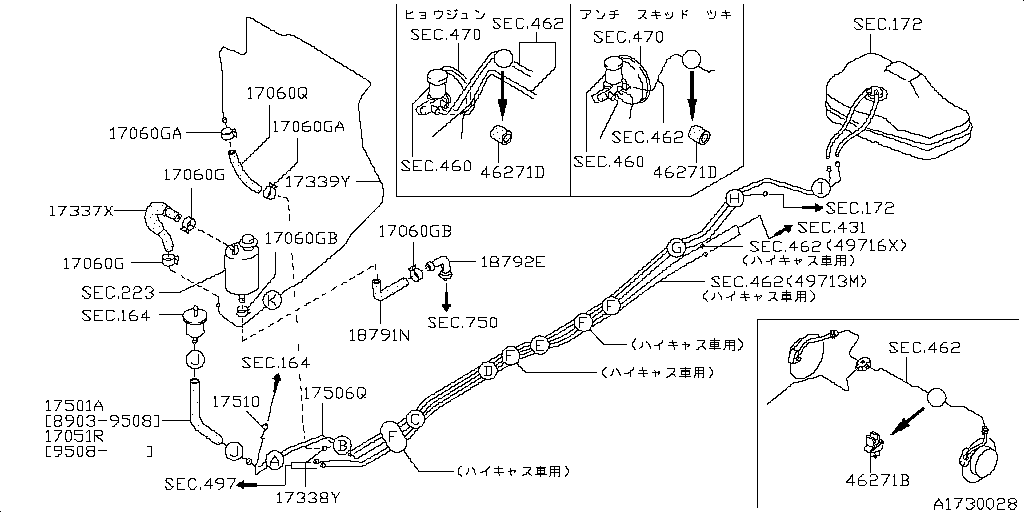 ヒョウジュン
SEC.462
SEC.470
アンチ スキッド ツキ
SEC.470
SEC.172
17060Q
17060GA
17060GA
17060G
17339Y
17337X
SEC.460
46271D
SEC.462
SEC.460
46271D
H
I
SEC.172
SEC.431
17060GB
17060GB
G
SEC.462(49716X)
(ハイキャス車用)
17060G
18792E
SEC.462(49713M)
(ハイキャス車用)
SEC.223
K
SEC.164
F
F
SEC.750
18791N
E
(ハイキャス車用)
SEC.462
J
SEC.164
F
D
(ハイキャス車用)
17506Q
17501A
[8903-9508]
17051R
[9508- ]
17510
C
F
B
J
A
(ハイキャス車用)
SEC.497
17338Y
46271B
A1730028